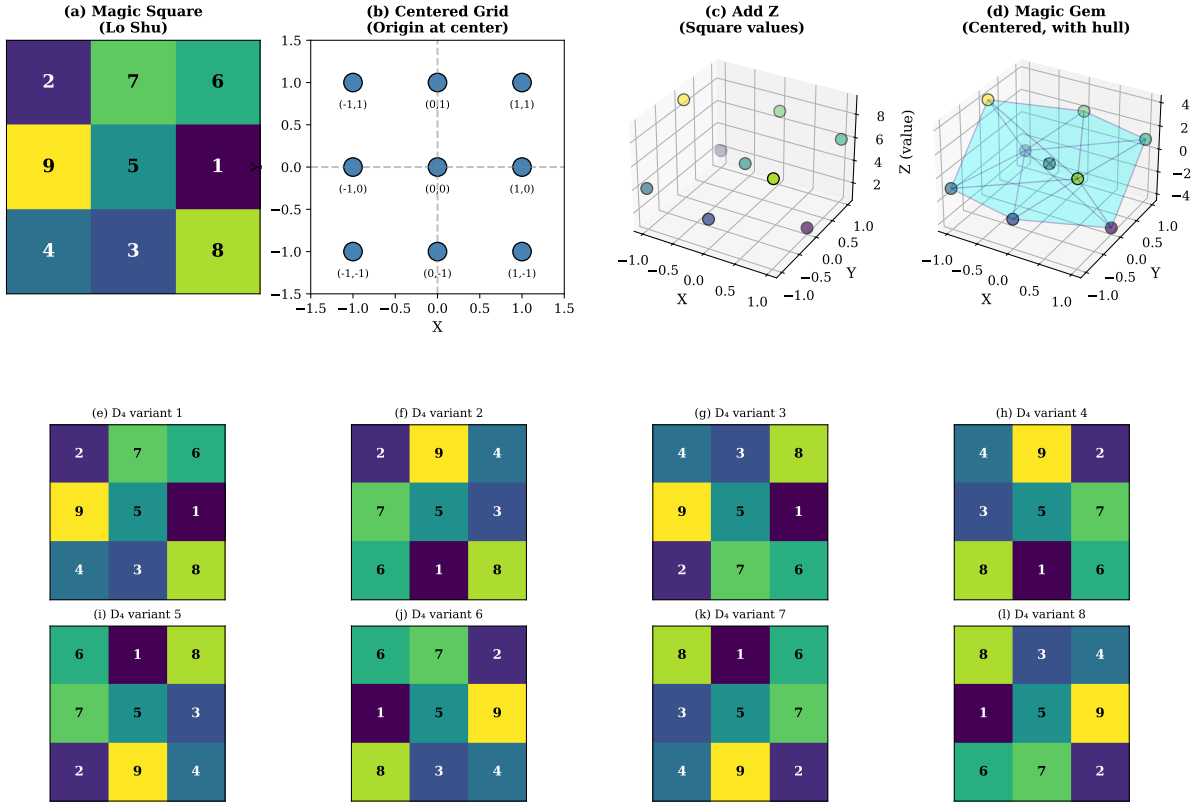 (a) Magic Square
(Lo Shu)
2 7 6
9 5 1
4 3 8
(b) Centered Grid
(Origin at center)
1.5
1.0
0.5
0.0
−0.5
−1.0
−1.5
(-1,1) (0,1) (1,1)
(-1,0) (0,0) (1,0)
(-1,-1) (0,-1) (1,-1)
−1.5 −1.0 −0.5 0.0 0.5 1.0 1.5
X
Y
(c) Add Z
(Square values)
8
6
4
2
Z (value)
−1.0 −0.5 0.0 0.5 1.0
X
−1.0 −0.5 0.0 0.5 1.0
Y
(d) Magic Gem
(Centered, with hull)
4
2
0
−2
−4
−1.0 −0.5 0.0 0.5 1.0
X
−1.0 −0.5 0.0 0.5 1.0
Y
(e) D₄ variant 1
2 7 6
9 5 1
4 3 8
(f) D₄ variant 2
2 9 4
7 5 3
6 1 8
(g) D₄ variant 3
4 3 8
9 5 1
2 7 6
(h) D₄ variant 4
4 9 2
3 5 7
8 1 6
(i) D₄ variant 5
6 1 8
7 5 3
2 9 4
(j) D₄ variant 6
6 7 2
1 5 9
8 3 4
(k) D₄ variant 7
8 1 6
3 5 7
4 9 2
(l) D₄ variant 8
8 3 4
1 5 9
6 7 2